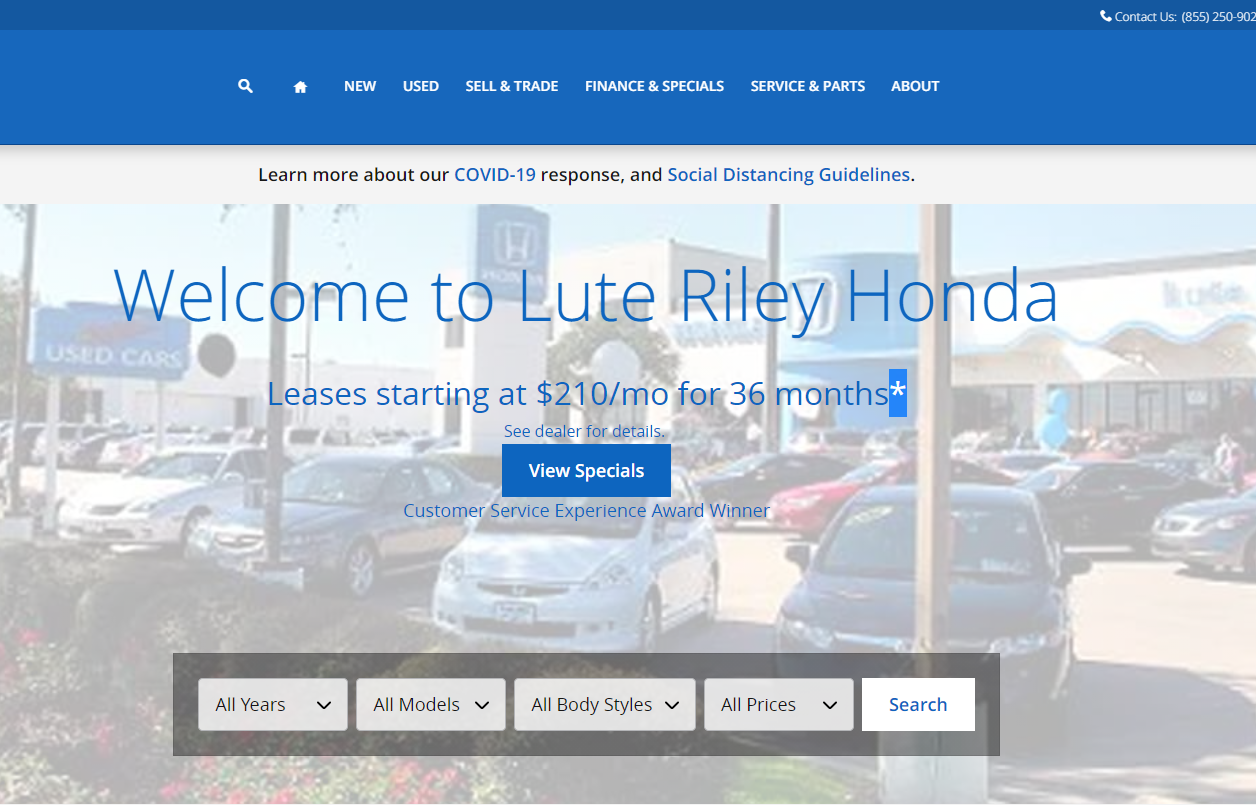 Contact Us: (855) 250-902
NEW USED SELL & TRADE FINANCE & SPECIALS SERVICE & PARTS ABOUT
Learn more about our COVID-19 response, and Social Distancing Guidelines.
Welcome to Lute Riley Honda
HONDA
USED CARS
Leases starting at $210/mo for 36 months*
See dealer for details.
View Specials
Customer Service Experience Award Winner
All Years All Models All Body Styles All Prices Search